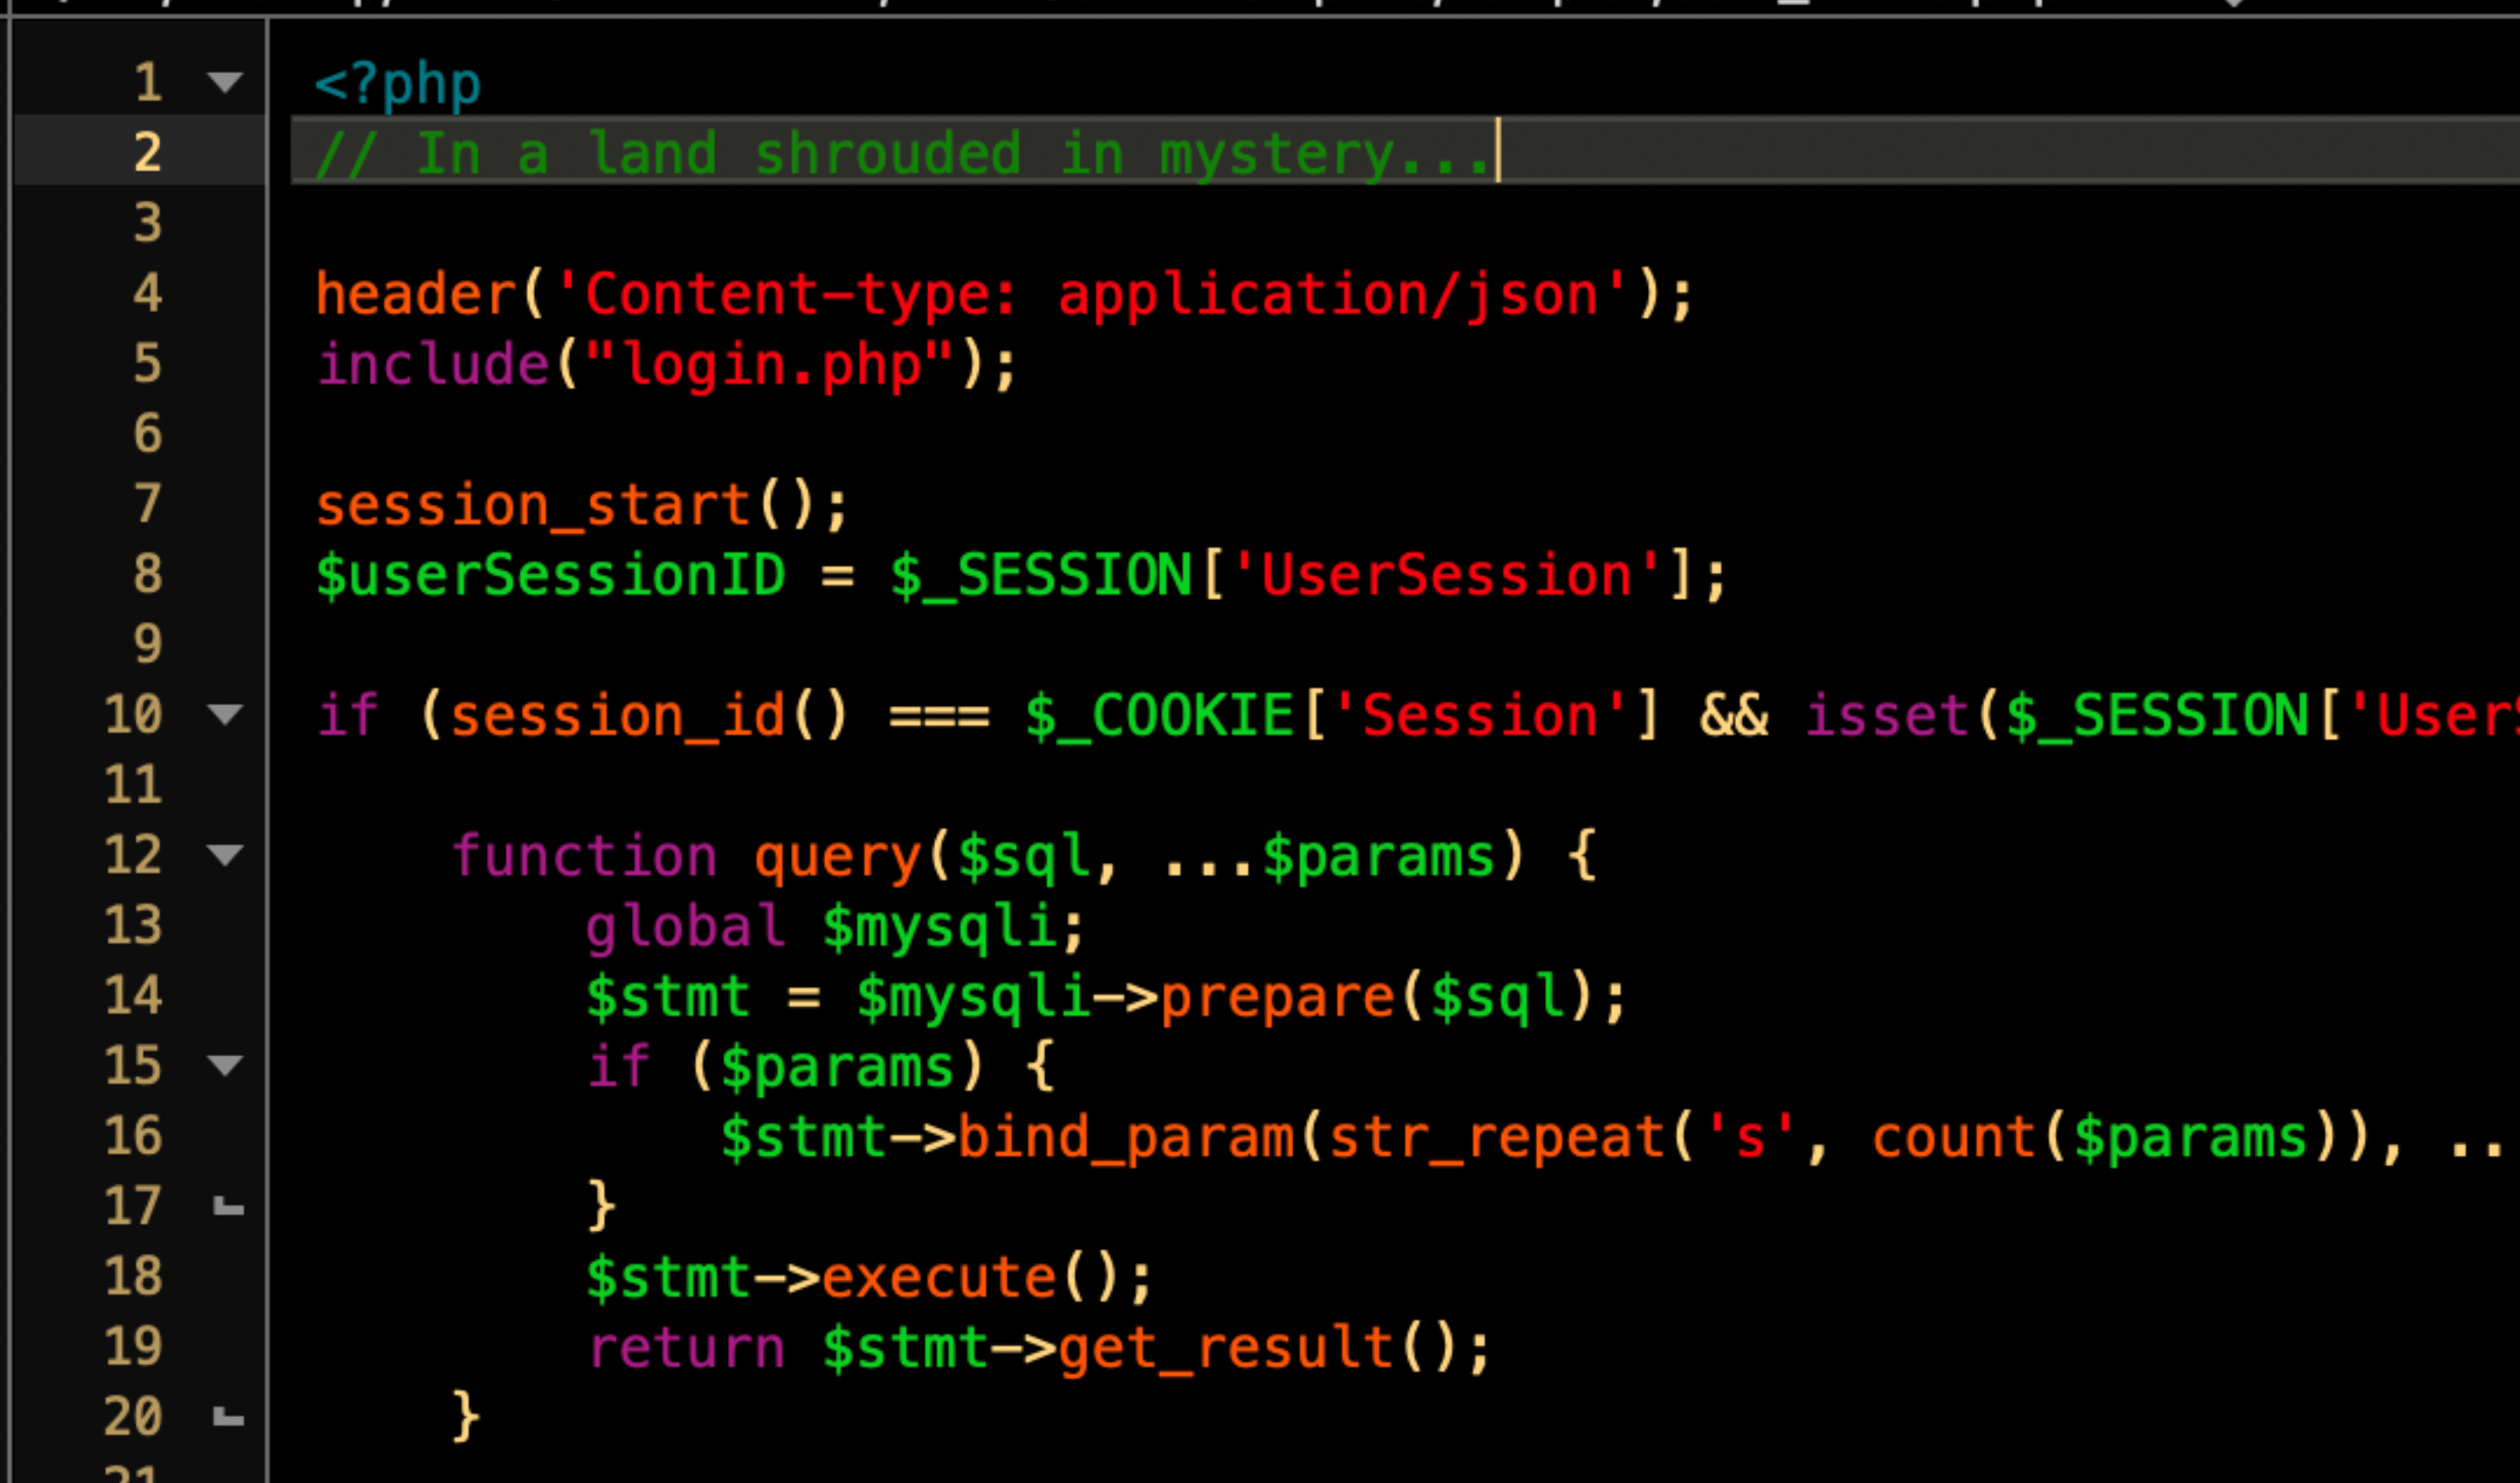 1 <?php
2 // In a land shrouded in mystery...
3
4 header('Content-type: application/json');
5 include("login.php");
6
7 session_start();
8 $userSessionID = $_SESSION['UserSession'];
9
10 if (session_id() === $_COOKIE['Session'] && isset($_SESSION['User
11
12 function query($sql, ...$params) {
13 global $mysqli;
14 $stmt = $mysqli->prepare($sql);
15 if ($params) {
16 $stmt->bind_param(str_repeat('s', count($params)), ..
17 }
18 $stmt->execute();
19 return $stmt->get_result();
20 }
21